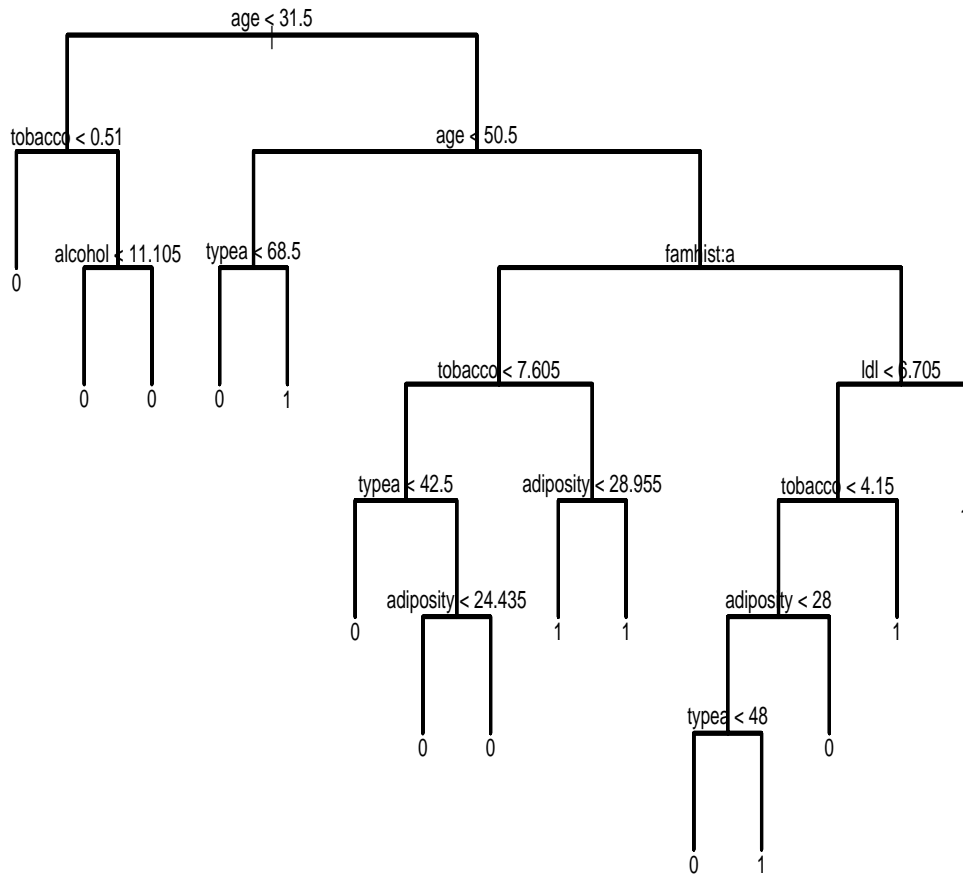 age < 31.5
tobacco < 0.51
age < 50.5
0
alcohol < 11.105
typea < 68.5
famhist:a
0
0
0
1
tobacco < 7.605
ldl < 6.705
typea < 42.5
adiposity < 28.955
tobacco < 4.15
0
adiposity < 24.435
1
1
adiposity < 28
1
0
0
typea < 48
0
0
1